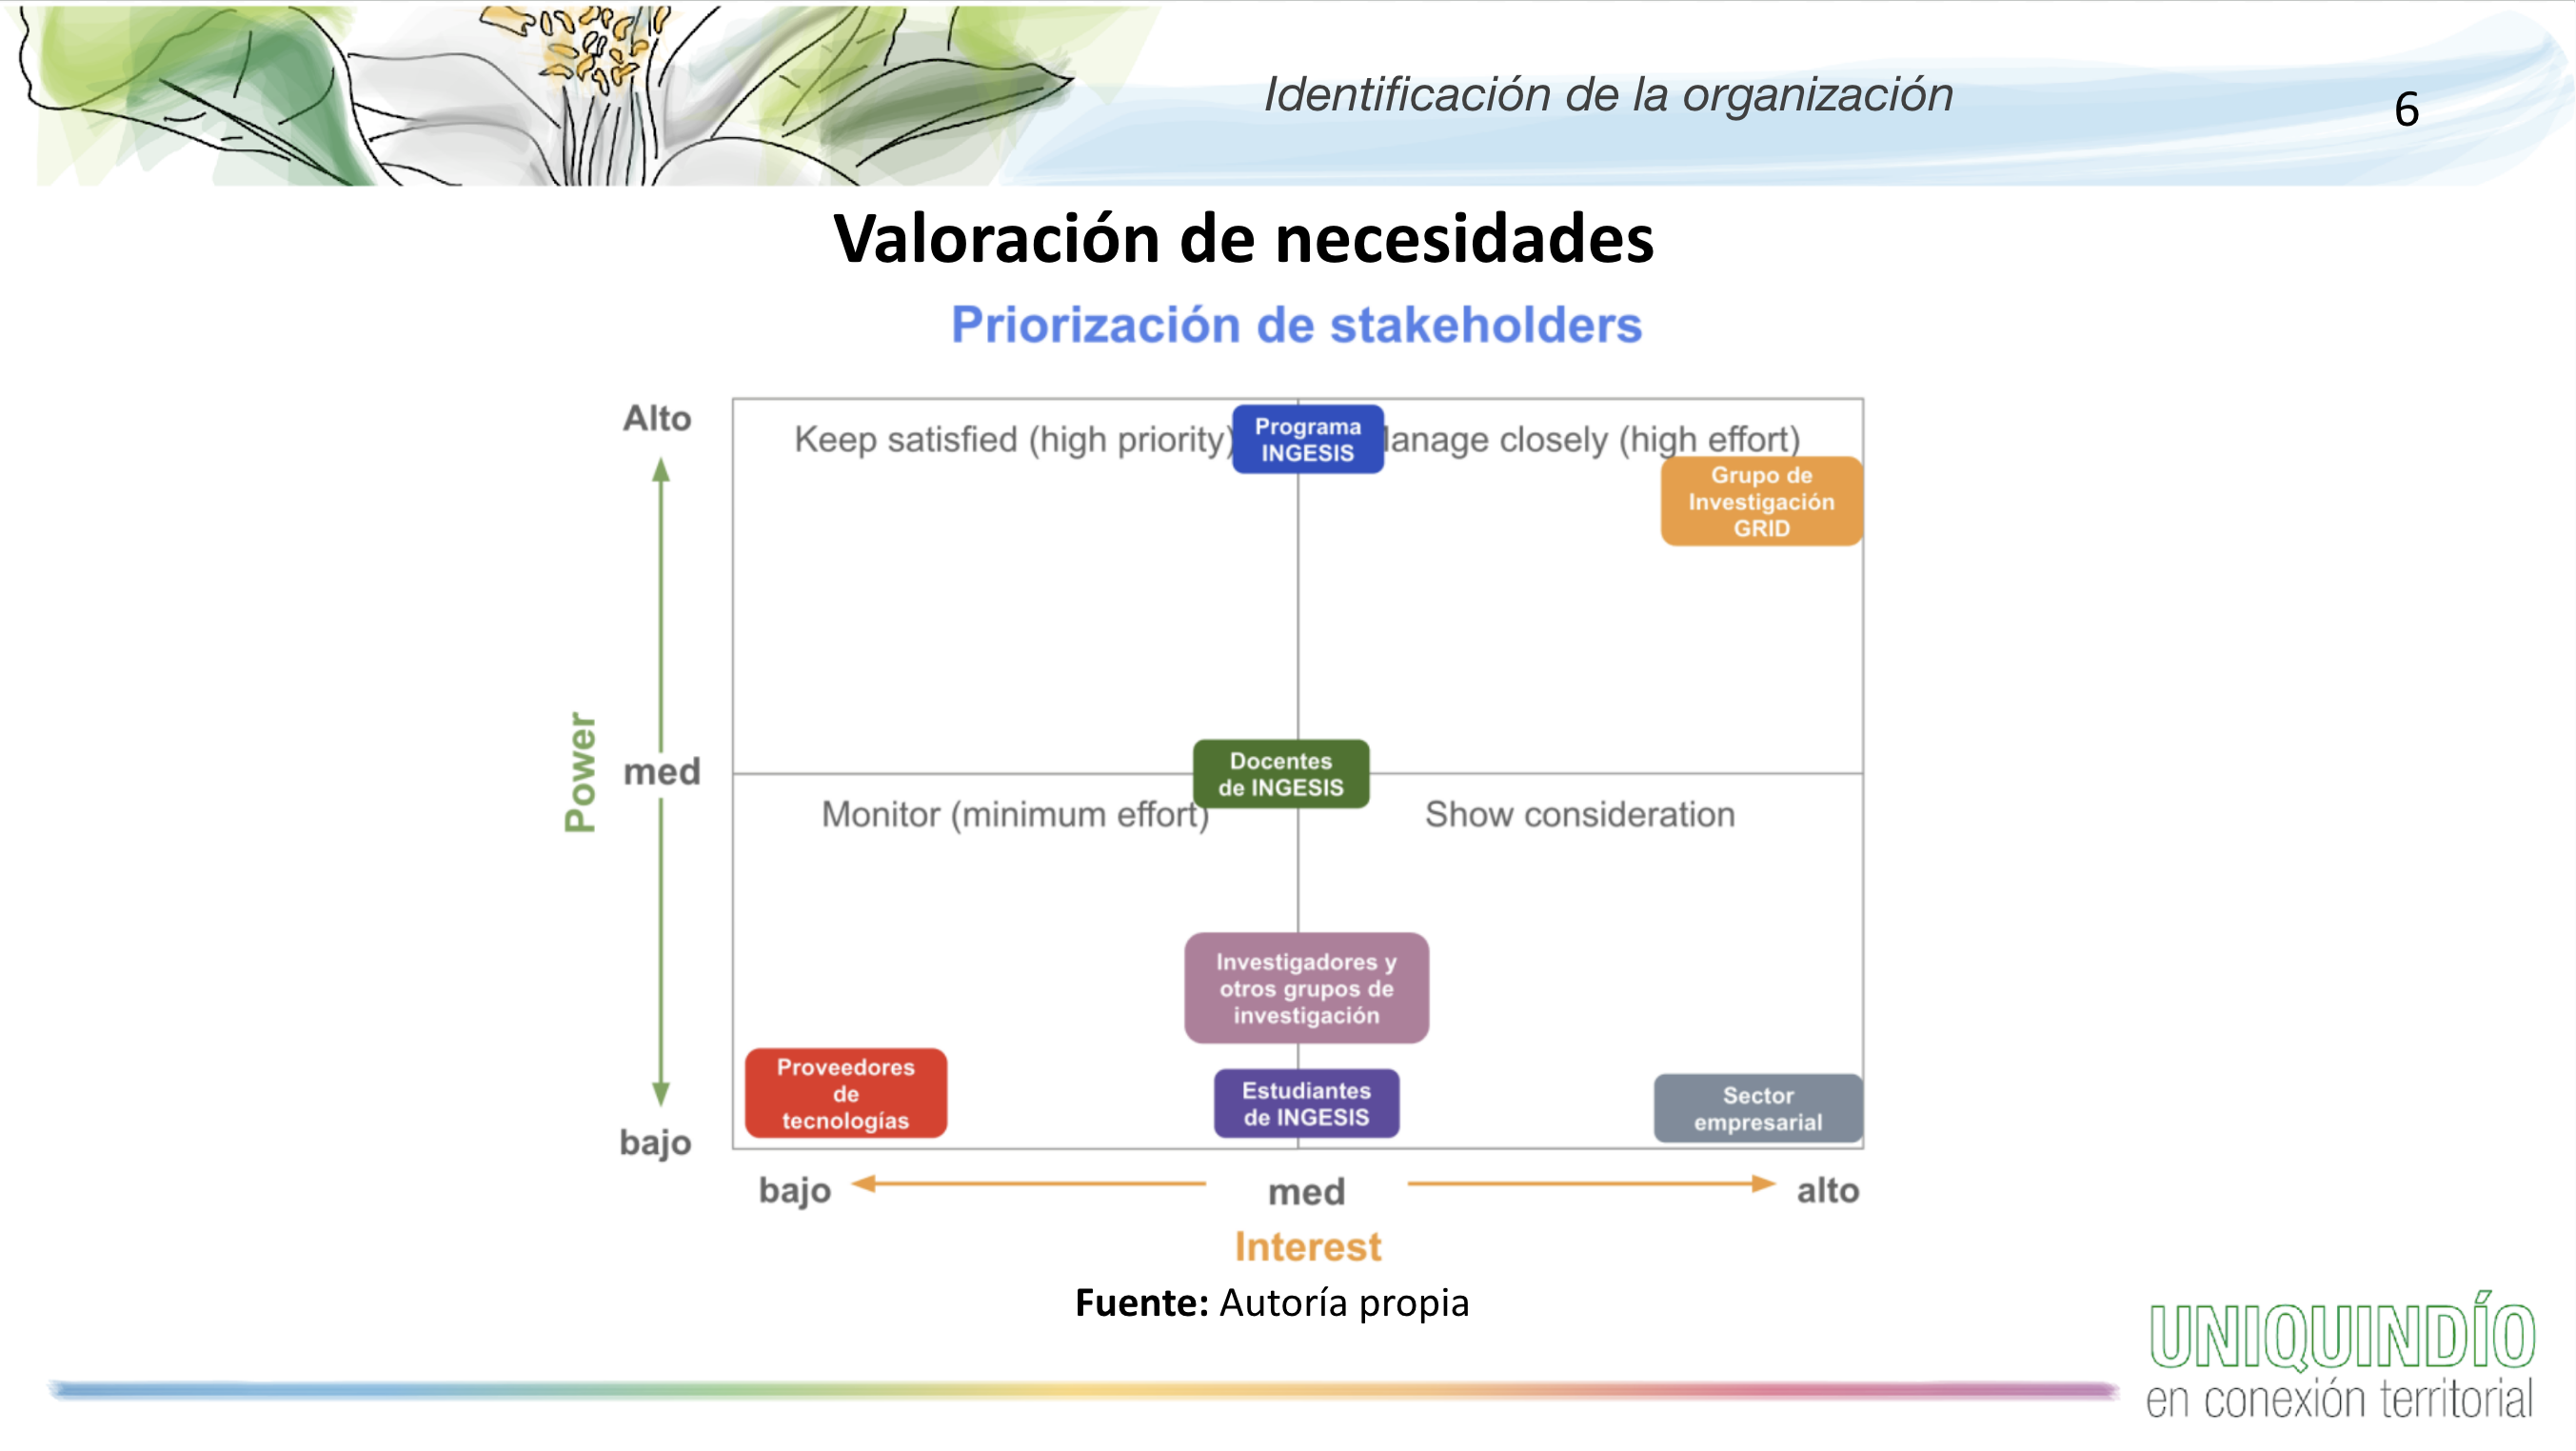 Identificación de la organización
6
Valoración de necesidades
Priorización de stakeholders
Alto
Keep satisfied (high priority)
Programa
INGESIS
anage closely (high effort)
Grupo de
Investigación
GRID
Power
med
Docentes
de INGESIS
Monitor (minimum effort)
Show consideration
Investigadores y
otros grupos de
investigación
Proveedores
de
tecnologías
Estudiantes
de INGESIS
Sector
empresarial
bajo
bajo
med
alto
Interest
Fuente: Autoría propia
UNIQUINDÍO
en conexión territorial